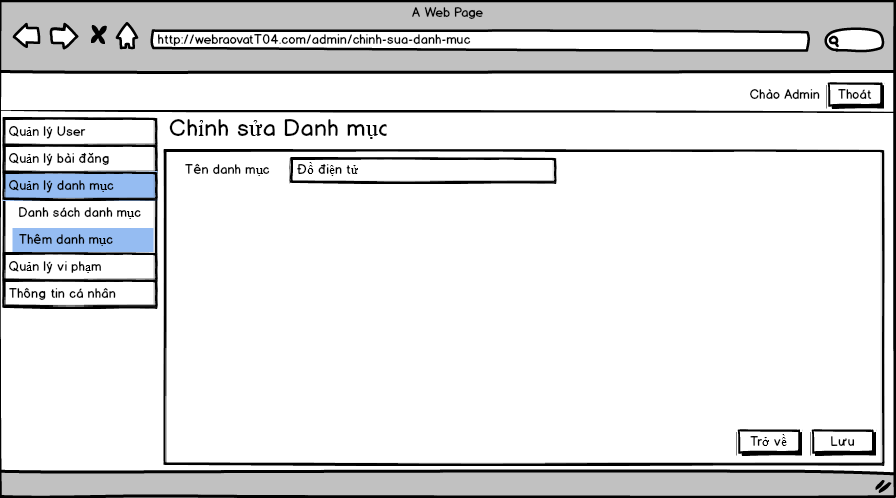 A Web Page
http://webraovatT04.com/admin/chinh-sua-danh-muc
Chào Admin
Thoát
Quản lý User
Quản lý bài đăng
Quản lý danh mục
Danh sách danh mục
Thêm danh mục
Quản lý vi phạm
Thông tin cá nhân
Chỉnh sửa Danh mục
Tên danh mục
Đồ điện tử
Trở về
Lưu